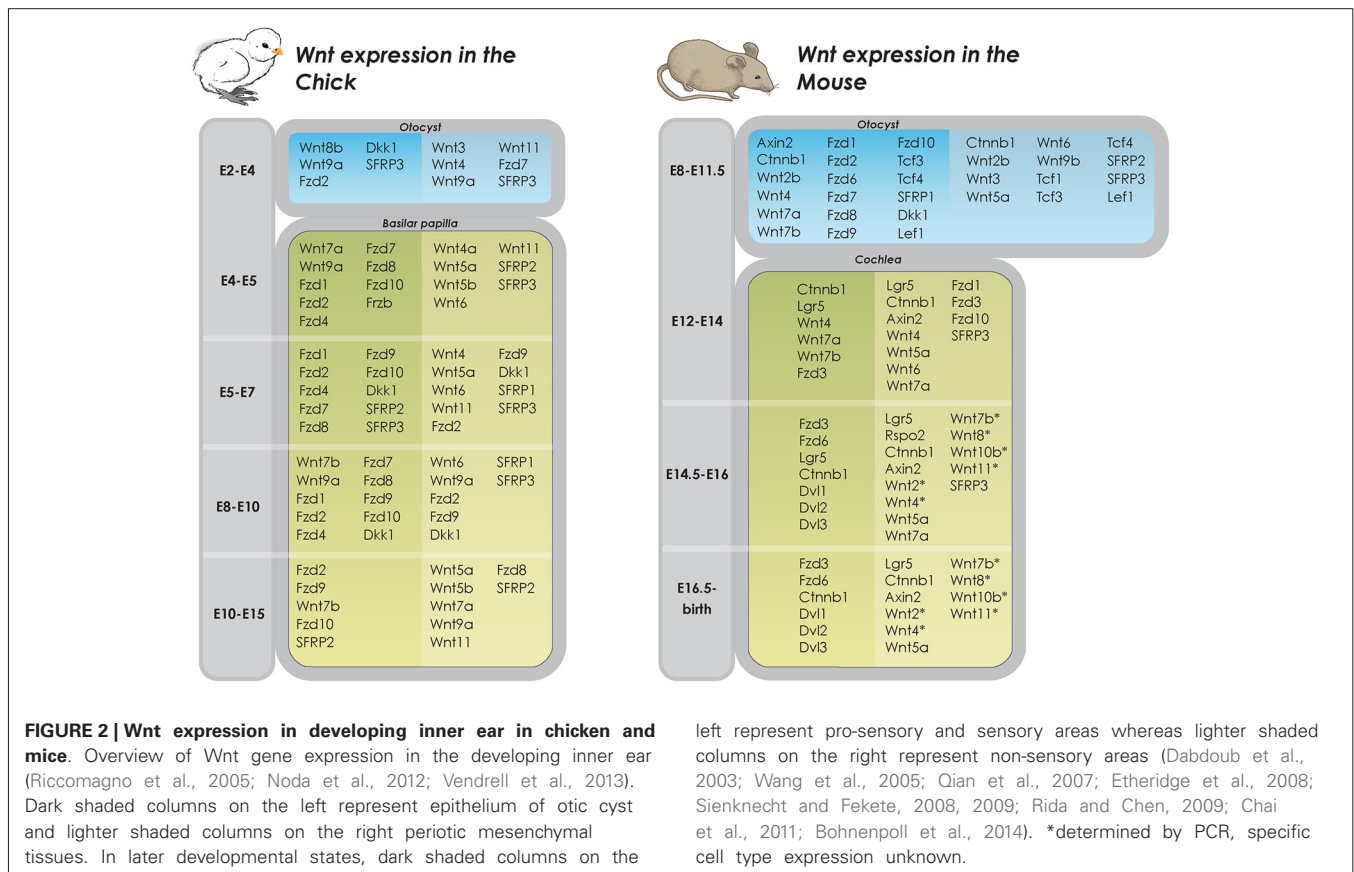 Wnt expression in the
Chick
E2-E4
Otocyst
Wnt8b Dkk1 Wnt3 Wnt11
Wnt9a SFRP3 Wnt4 Fzd7
Fzd2 Wnt9a SFRP3
Basilar papilla
E4-E5
Wnt7a Fzd7 Wnt4a Wnt11
Wnt9a Fzd8 Wnt5a SFRP2
Fzd1 Fzd10 Wnt5b SFRP3
Fzd2 Frzb Wnt6
Fzd4
E5-E7
Fzd1 Fzd9 Wnt4 Fzd9
Fzd2 Fzd10 Wnt5a Dkk1
Fzd4 Dkk1 Wnt6 SFRP1
Fzd7 SFRP2 Wnt11 SFRP3
Fzd8 SFRP3 Fzd2
E8-E10
Wnt7b Fzd7 Wnt6 SFRP1
Wnt9a Fzd8 Wnt9a SFRP3
Fzd1 Fzd9 Fzd2
Fzd2 Fzd10 Fzd9
Fzd4 Dkk1 Dkk1
E10-E15
Fzd2 Wnt5a Fzd8
Fzd9 Wnt5b SFRP2
Wnt7b Wnt7a
Fzd10 Wnt9a
SFRP2 Wnt11
Wnt expression in the
Mouse
E8-E11.5
Otocyst
Axin2 Fzd1 Fzd10 Ctnnb1 Wnt6 Tcf4
Ctnnb1 Fzd2 Tcf3 Wnt2b Wnt9b SFRP2
Wnt2b Fzd6 Tcf4 Wnt3 Tcf1 SFRP3
Wnt4 Fzd7 SFRP1 Wnt5a Tcf3 Lef1
Wnt7a Fzd8 Dkk1
Wnt7b Fzd9 Lef1
Cochlea
E12-E14
Ctnnb1 Lgr5 Fzd1
Lgr5 Ctnnb1 Fzd3
Wnt4 Axin2 Fzd10
Wnt7a Wnt4 SFRP3
Wnt7b Wnt5a
Fzd3 Wnt6
Wnt7a
E14.5-E16
Fzd3 Lgr5 Wnt7b*
Fzd6 Rspo2 Wnt8*
Lgr5 Ctnnb1 Wnt10b*
Ctnnb1 Axin2 Wnt11*
Dvl1 Wnt2* SFRP3
Dvl2 Wnt4*
Dvl3 Wnt5a
Wnt7a
E16.5-
birth
Fzd3 Lgr5 Wnt7b*
Fzd6 Ctnnb1 Wnt8*
Ctnnb1 Axin2 Wnt10b*
Dvl1 Wnt2* Wnt11*
Dvl2 Wnt4*
Dvl3 Wnt5a
FIGURE 2 | Wnt expression in developing inner ear in chicken and
mice. Overview of Wnt gene expression in the developing inner ear
(Riccomagno et al., 2005; Noda et al., 2012; Vendrell et al., 2013).
Dark shaded columns on the left represent epithelium of otic cyst
and lighter shaded columns on the right periotic mesenchymal
tissues. In later developmental states, dark shaded columns on the
left represent pro-sensory and sensory areas whereas lighter shaded
columns on the right represent non-sensory areas (Dabdoub et al.,
2003; Wang et al., 2005; Qian et al., 2007; Etheridge et al., 2008;
Sienknecht and Fekete, 2008, 2009; Rida and Chen, 2009; Chai
et al., 2011; Bohnenpoll et al., 2014). *determined by PCR, specific
cell type expression unknown.